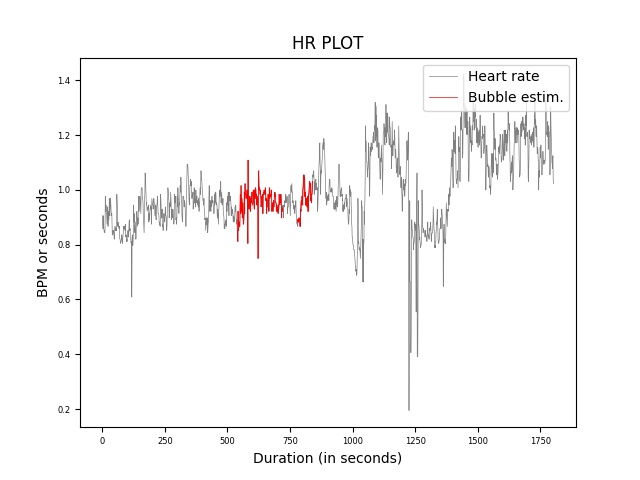 HR PLOT
Heart rate
Bubble estim.
BPM or seconds
1.4
1.2
1.0
0.8
0.6
0.4
0.2
0 250 500 750 1000 1250 1500 1750
Duration (in seconds)